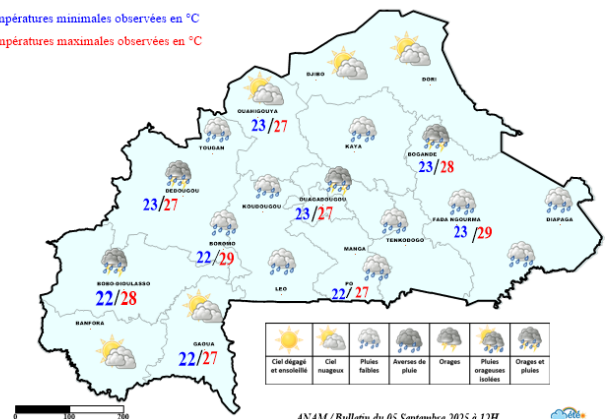 mpératures minimales observées en °C
mpératures maximales observées en °C
DJIBO
DORI
OUAHIGOUYA
23/27
TOUGAN
KAYA
BOGANDE
23/28
DEDOUGOU
23/27
KOUDOUGOU
OUAGADOUGOU
23/27
FADA NGOURMA
23/29
DIAPAGA
BOROMO
22/29
TENKODOGO
MANGA
BOBO-DIOULASSO
22/28
LEO
PO
22/27
BANFORA
GAOUA
22/27
Ciel dégagé et ensoleillé
Ciel nuageux
Pluies faibles
Averses de pluie
Orages
Pluies orageuses isolées
Orages et pluies
0 100 200
ANAM / Bulletin du 05 Septembre 2025 à 12H